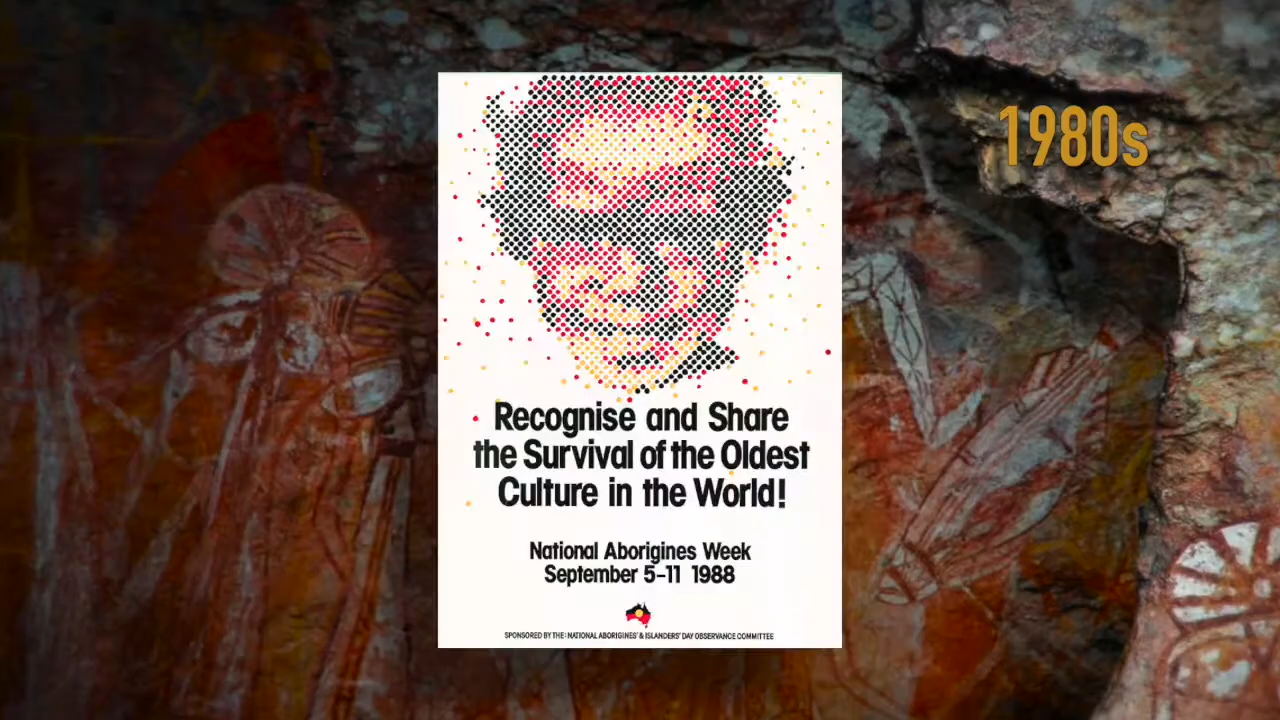 1980s
Recognise and Share
the Survival of the Oldest
Culture in the World!
National Aborigines Week
September 5-11 1988
SPONSORED BY THE: NATIONAL ABORIGINES' & ISLANDERS' DAY OBSERVANCE COMMITTEE